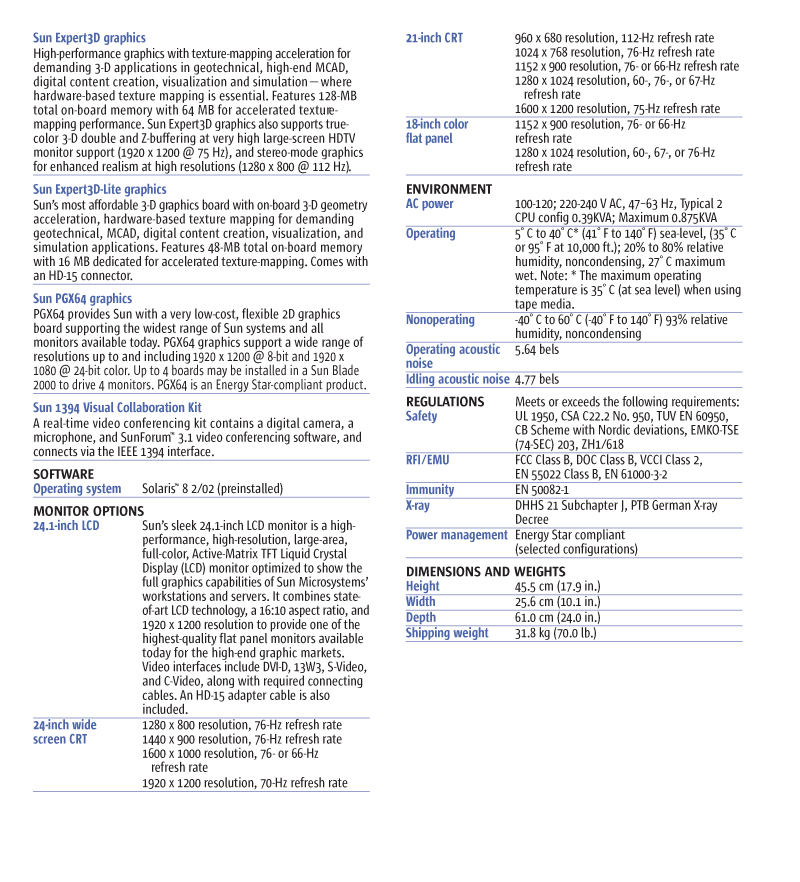 Sun Expert3D graphics
High-performance graphics with texture-mapping acceleration for
demanding 3-D applications in geotechnical, high-end MCAD,
digital content creation, visualization and simulation — where
hardware-based texture mapping is essential. Features 128-MB
total on-board memory with 64 MB for accelerated texture-
mapping performance. Sun Expert3D graphics also supports true-
color 3-D double and Z-buffering at very high large-screen HDTV
monitor support (1920 x 1200 @ 75 Hz), and stereo-mode graphics
for enhanced realism at high resolutions (1280 x 800 @ 112 Hz).
Sun Expert3D-Lite graphics
Sun's most affordable 3-D graphics board with on-board 3-D geometry
acceleration, hardware-based texture mapping for demanding
geotechnical, MCAD, digital content creation, visualization, and
simulation applications. Features 48-MB total on-board memory
with 16 MB dedicated for accelerated texture-mapping. Comes with
an HD-15 connector.
Sun PGX64 graphics
PGX64 provides Sun with a very low-cost, flexible 2D graphics
board supporting the widest range of Sun systems and all
monitors available today. PGX64 graphics support a wide range of
resolutions up to and including 1920 x 1200 @ 8-bit and 1920 x
1080 @ 24-bit color. Up to 4 boards may be installed in a Sun Blade
2000 to drive 4 monitors. PGX64 is an Energy Star-compliant product.
Sun 1394 Visual Collaboration Kit
A real-time video conferencing kit contains a digital camera, a
microphone, and SunForum™ 3.1 video conferencing software, and
connects via the IEEE 1394 interface.
SOFTWARE
Operating system Solaris™ 8 2/02 (preinstalled)
MONITOR OPTIONS
24.1-inch LCD Sun's sleek 24.1-inch LCD monitor is a high-
performance, high-resolution, large-area,
full-color, Active-Matrix TFT Liquid Crystal
Display (LCD) monitor optimized to show the
full graphics capabilities of Sun Microsystems'
workstations and servers. It combines state-
of-art LCD technology, a 16:10 aspect ratio, and
1920 x 1200 resolution to provide one of the
highest-quality flat panel monitors available
today for the high-end graphic markets.
Video interfaces include DVI-D, 13W3, S-Video,
and C-Video, along with required connecting
cables. An HD-15 adapter cable is also
included.
24-inch wide 1280 x 800 resolution, 76-Hz refresh rate
screen CRT 1440 x 900 resolution, 76-Hz refresh rate
1600 x 1000 resolution, 76- or 66-Hz
refresh rate
1920 x 1200 resolution, 70-Hz refresh rate
21-inch CRT 960 x 680 resolution, 112-Hz refresh rate
1024 x 768 resolution, 76-Hz refresh rate
1152 x 900 resolution, 76- or 66-Hz refresh rate
1280 x 1024 resolution, 60-, 76-, or 67-Hz
refresh rate
1600 x 1200 resolution, 75-Hz refresh rate
18-inch color 1152 x 900 resolution, 76- or 66-Hz
flat panel refresh rate
1280 x 1024 resolution, 60-, 67-, or 76-Hz
refresh rate
ENVIRONMENT
AC power 100-120; 220-240 V AC, 47–63 Hz, Typical 2
CPU config 0.39KVA; Maximum 0.875KVA
Operating 5° C to 40° C* (41° F to 140° F) sea-level, (35° C
or 95° F at 10,000 ft.); 20% to 80% relative
humidity, noncondensing, 27° C maximum
wet. Note: * The maximum operating
temperature is 35° C (at sea level) when using
tape media.
Nonoperating -40° C to 60° C (-40° F to 140° F) 93% relative
humidity, noncondensing
Operating acoustic 5.64 bels
noise
Idling acoustic noise 4.77 bels
REGULATIONS Meets or exceeds the following requirements:
Safety UL 1950, CSA C22.2 No. 950, TUV EN 60950,
CB Scheme with Nordic deviations, EMKO-TSE
(74-SEC) 203, ZH1/618
RFI/EMU FCC Class B, DOC Class B, VCCI Class 2,
EN 55022 Class B, EN 61000-3-2
Immunity EN 50082-1
X-ray DHHS 21 Subchapter J, PTB German X-ray
Decree
Power management Energy Star compliant
(selected configurations)
DIMENSIONS AND WEIGHTS
Height 45.5 cm (17.9 in.)
Width 25.6 cm (10.1 in.)
Depth 61.0 cm (24.0 in.)
Shipping weight 31.8 kg (70.0 lb.)